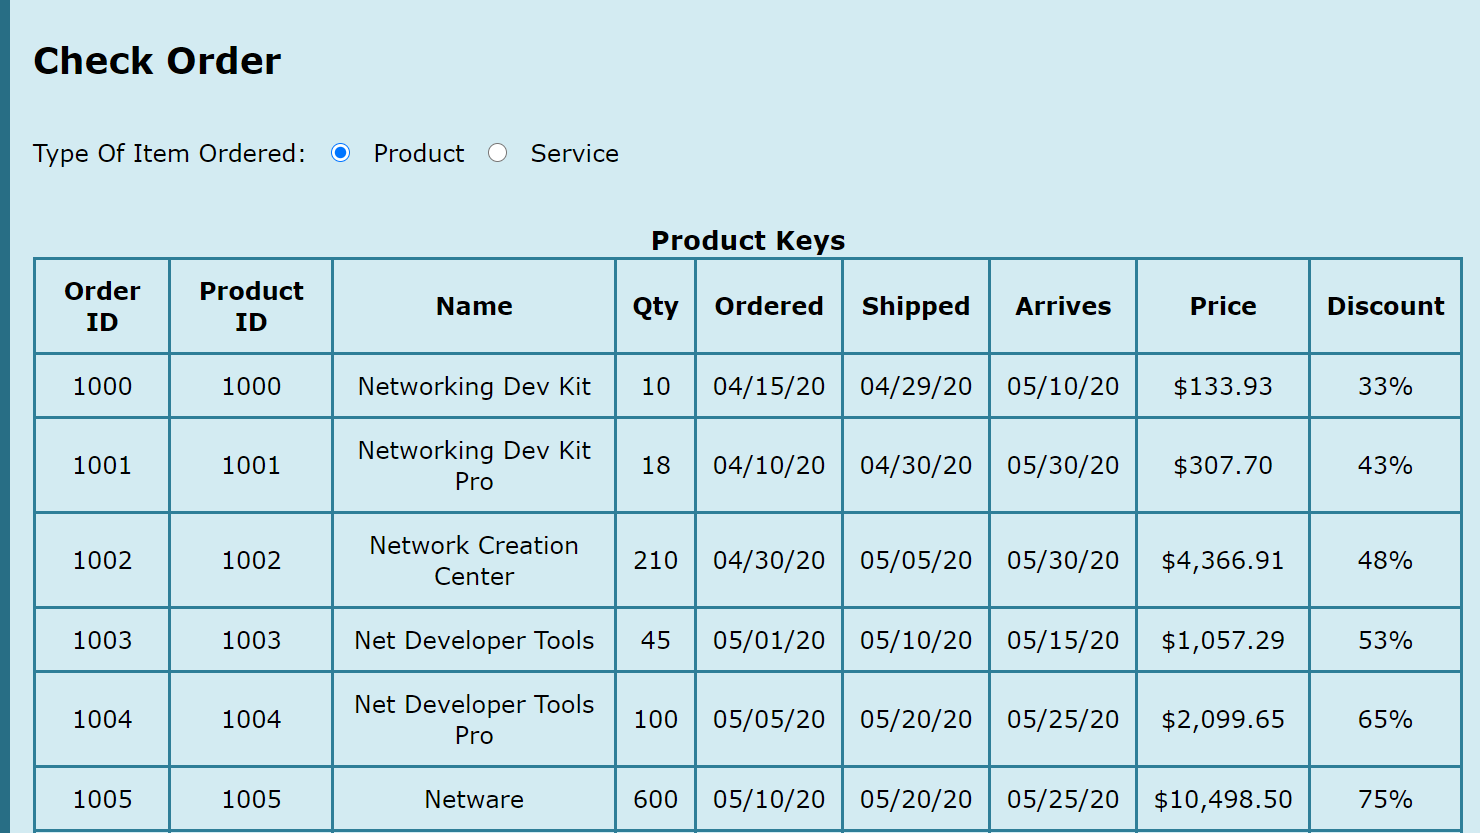 Check Order
Type Of Item Ordered: Product Service
Product Keys
Order ID Product ID Name Qty Ordered Shipped Arrives Price Discount
1000 1000 Networking Dev Kit 10 04/15/20 04/29/20 05/10/20 $133.93 33%
1001 1001 Networking Dev Kit Pro 18 04/10/20 04/30/20 05/30/20 $307.70 43%
1002 1002 Network Creation Center 210 04/30/20 05/05/20 05/30/20 $4,366.91 48%
1003 1003 Net Developer Tools 45 05/01/20 05/10/20 05/15/20 $1,057.29 53%
1004 1004 Net Developer Tools Pro 100 05/05/20 05/20/20 05/25/20 $2,099.65 65%
1005 1005 Netware 600 05/10/20 05/20/20 05/25/20 $10,498.50 75%